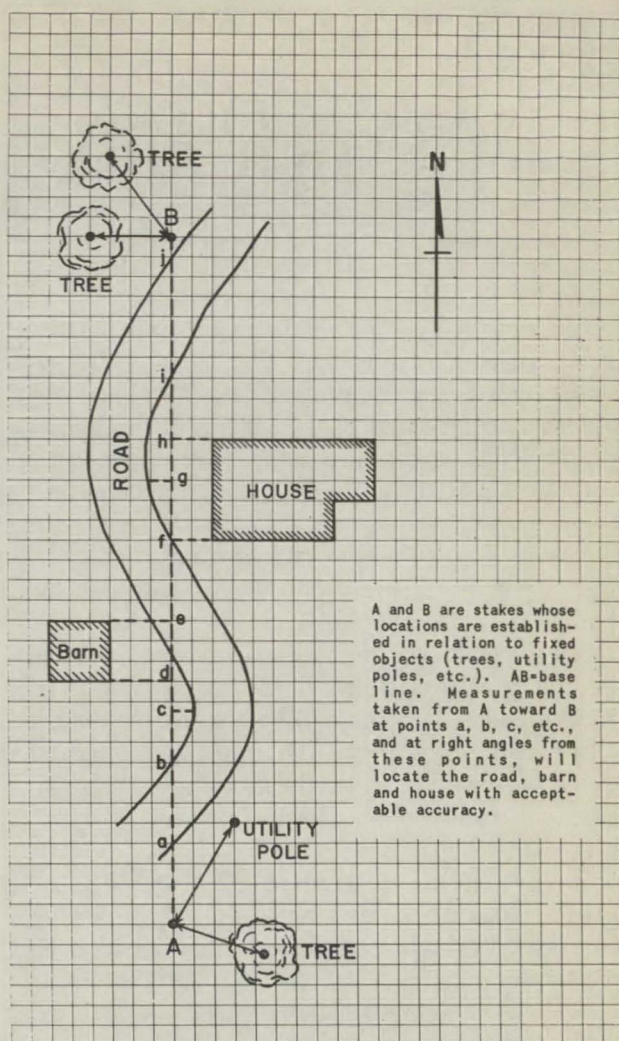 TREE
N
B
TREE
j
i
h
ROAD
g
HOUSE
f
e
Barn
d
c
b
a
UTILITY
POLE
A
TREE
A and B are stakes whose
locations are establish-
ed in relation to fixed
objects (trees, utility
poles, etc.). AB=base
line. Measurements
taken from A toward B
at points a, b, c, etc.,
and at right angles from
these points, will
locate the road, barn
and house with accept-
able accuracy.